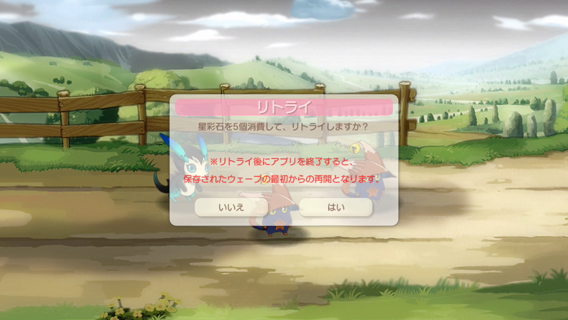 リトライ
星彩石を5個消費して、リトライしますか？
※リトライ後にアプリを終了すると、
保存されたウェーブの最初からの再開となります。
いいえ
はい